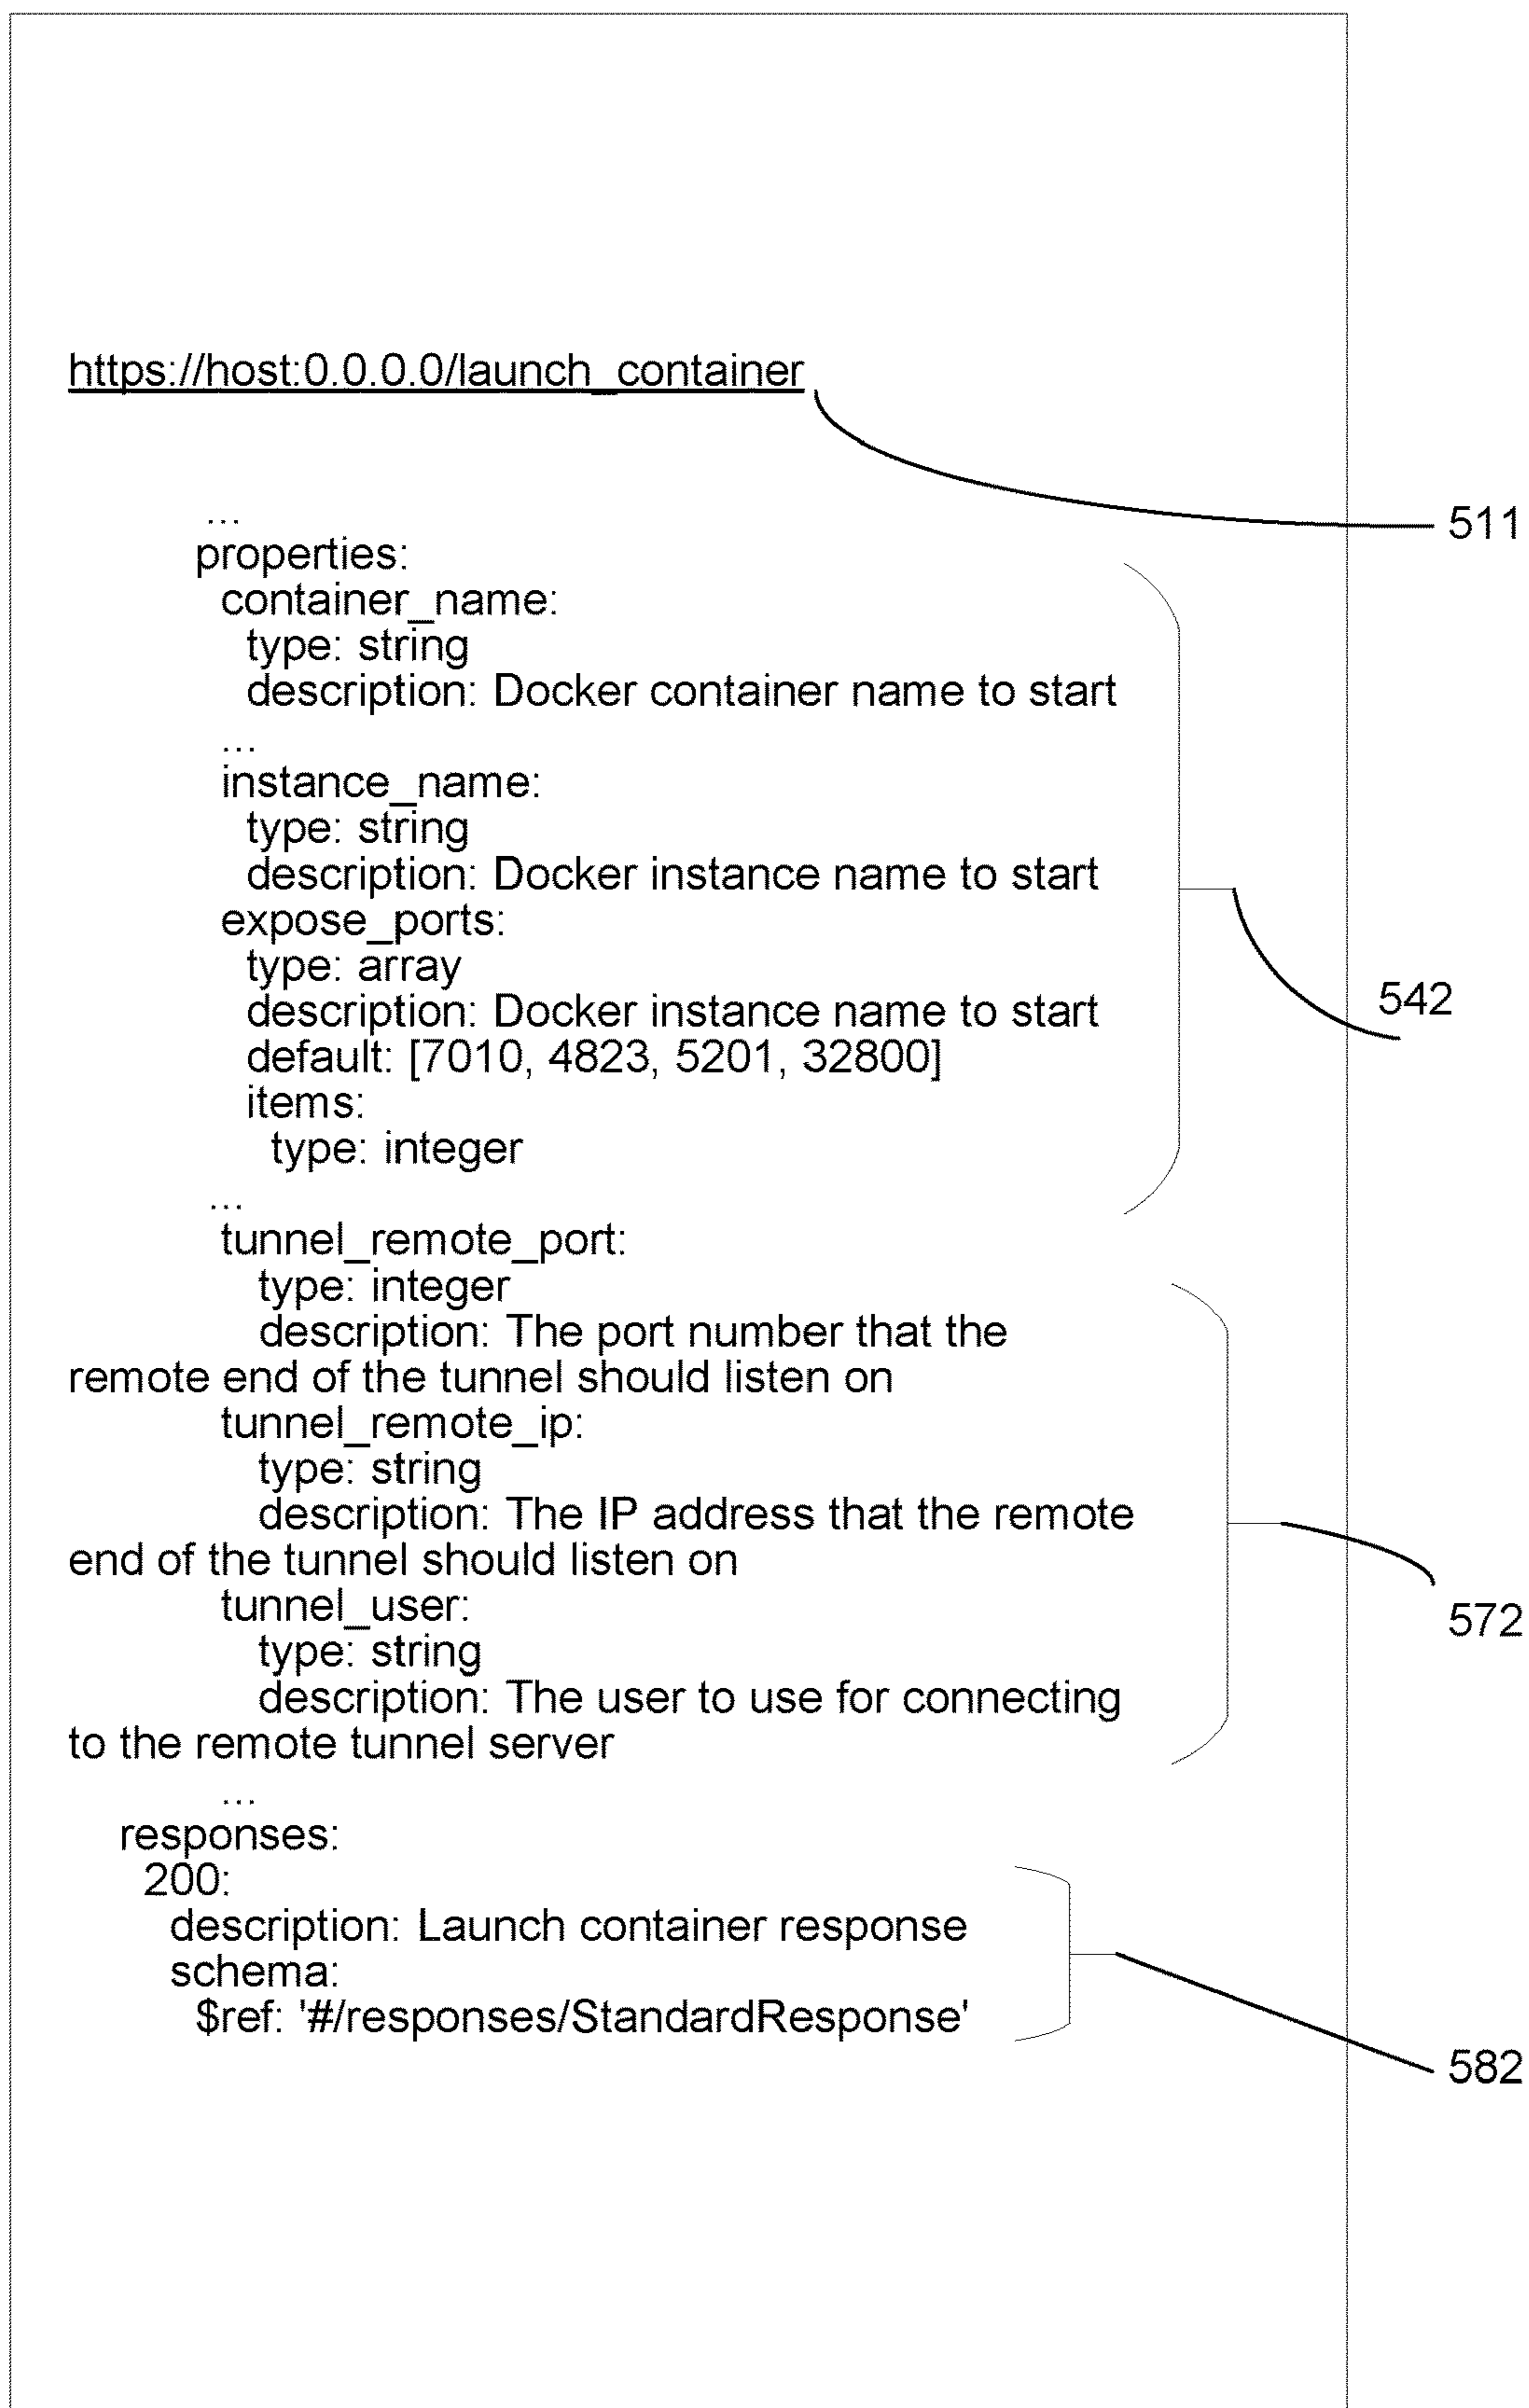 https://host:0.0.0.0/launch_container
511
...
properties:
container_name:
type: string
description: Docker container name to start
...
instance_name:
type: string
description: Docker instance name to start
expose_ports:
type: array
description: Docker instance name to start
542
default: [7010, 4823, 5201, 32800]
items:
type: integer
...
tunnel_remote_port:
type: integer
description: The port number that the
remote end of the tunnel should listen on
tunnel_remote_ip:
type: string
description: The IP address that the remote
end of the tunnel should listen on
tunnel_user:
572
type: string
description: The user to use for connecting
to the remote tunnel server
...
responses:
200:
description: Launch container response
schema:
$ref: '#/responses/StandardResponse'
582